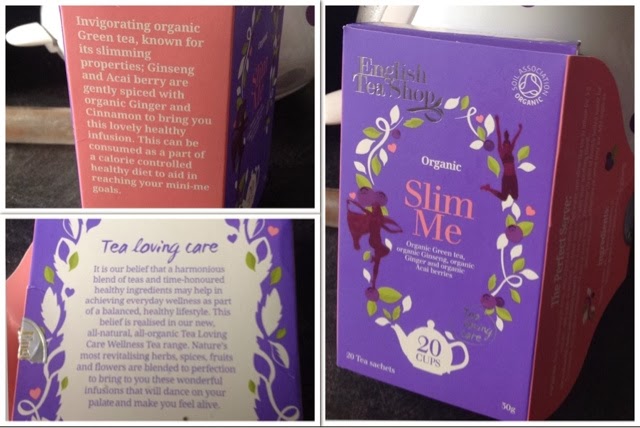 Invigorating organic
Green tea, known for
its slimming
properties; Ginseng
and Acai berry are
gently spiced with
organic Ginger and
Cinnamon to bring you
this lovely healthy
infusion. This can be
consumed as a part of
a calorie controlled
healthy diet to aid in
reaching your mini-me
goals.
Tea loving care
It is our belief that a harmonious
blend of teas and time-honoured
healthy ingredients may help in
achieving everyday wellness as part
of a balanced, healthy lifestyle. This
belief is realised in our new,
all-natural, all-organic Tea Loving
Care Wellness Tea range. Nature's
most revitalising herbs, spices, fruits
and flowers are blended to perfection
to bring to you these wonderful
infusions that will dance on your
palate and make you feel alive.
English
Tea Shop
SOIL ASSOCIATION
ORGANIC
Organic
Slim
Me
Organic Green tea,
organic Ginseng, organic
Ginger and organic
Acai berries
Tea
Loving
Care
20
CUPS
20 Tea sachets
50g
The Perfect Serve: